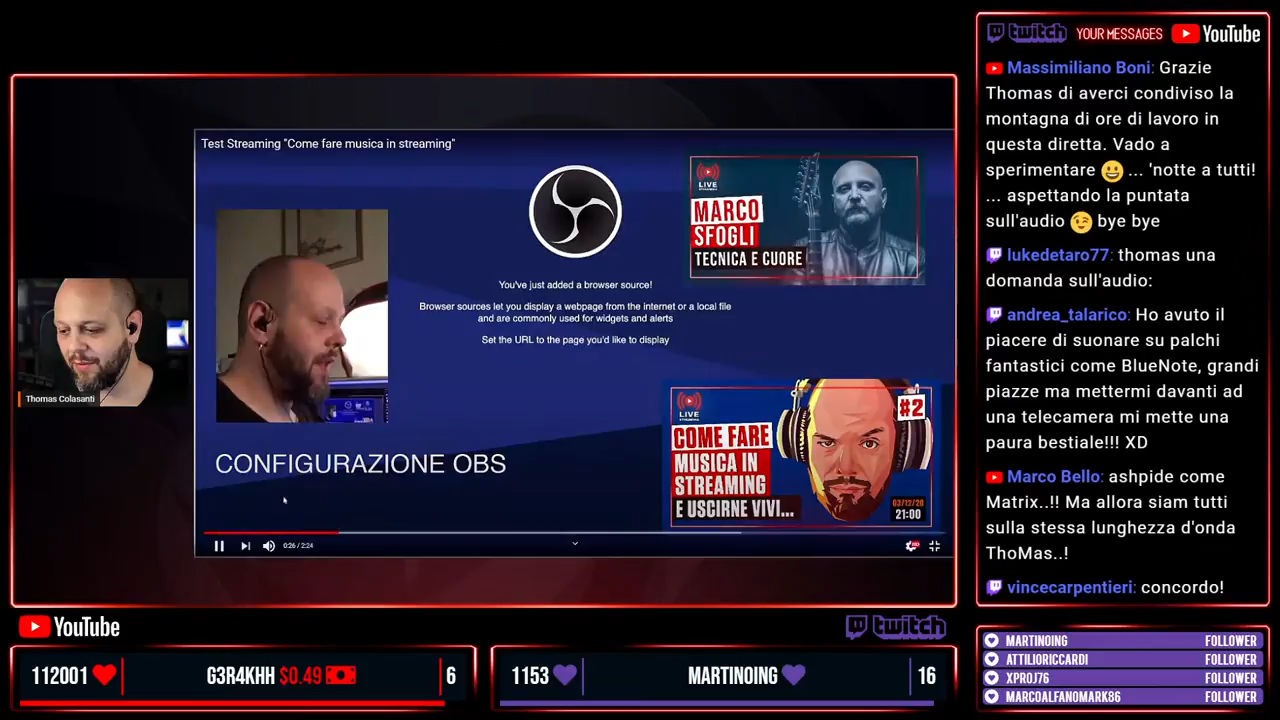 Test Streaming "Come fare musica in streaming"
LIVE
MARCO
SFOGLI
TECNICA E CUORE
You've just added a browser source!
Browser sources let you display a webpage from the internet or a local file
and are commonly used for widgets and alerts
Set the URL to the page you'd like to display
Thomas Colasanti
CONFIGURAZIONE OBS
LIVE
#2
COME FARE
MUSICA IN
STREAMING
E USCIRNE VIVI...
03/12/20
21:00
0:26 / 2:24
YouTube
twitch
112001
G3R4KHH $0.49
6
1153
MARTINOING
16
twitch YOUR MESSAGES YouTube
Massimiliano Boni: Grazie
Thomas di averci condiviso la
montagna di ore di lavoro in
questa diretta. Vado a
sperimentare 😀 ... 'notte a tutti!
... aspettando la puntata
sull'audio 😉 bye bye
lukedetaro77: thomas una
domanda sull'audio:
andrea_talarico: Ho avuto il
piacere di suonare su palchi
fantastici come BlueNote, grandi
piazze ma mettermi davanti ad
una telecamera mi mette una
paura bestiale!!! XD
Marco Bello: ashpide come
Matrix..!! Ma allora siam tutti
sulla stessa lunghezza d'onda
ThoMas..!
vincecarpentieri: concordo!
MARTINOING FOLLOWER
ATTILIORICCARDI FOLLOWER
XPROJ76 FOLLOWER
MARCOALFANOMARK86 FOLLOWER